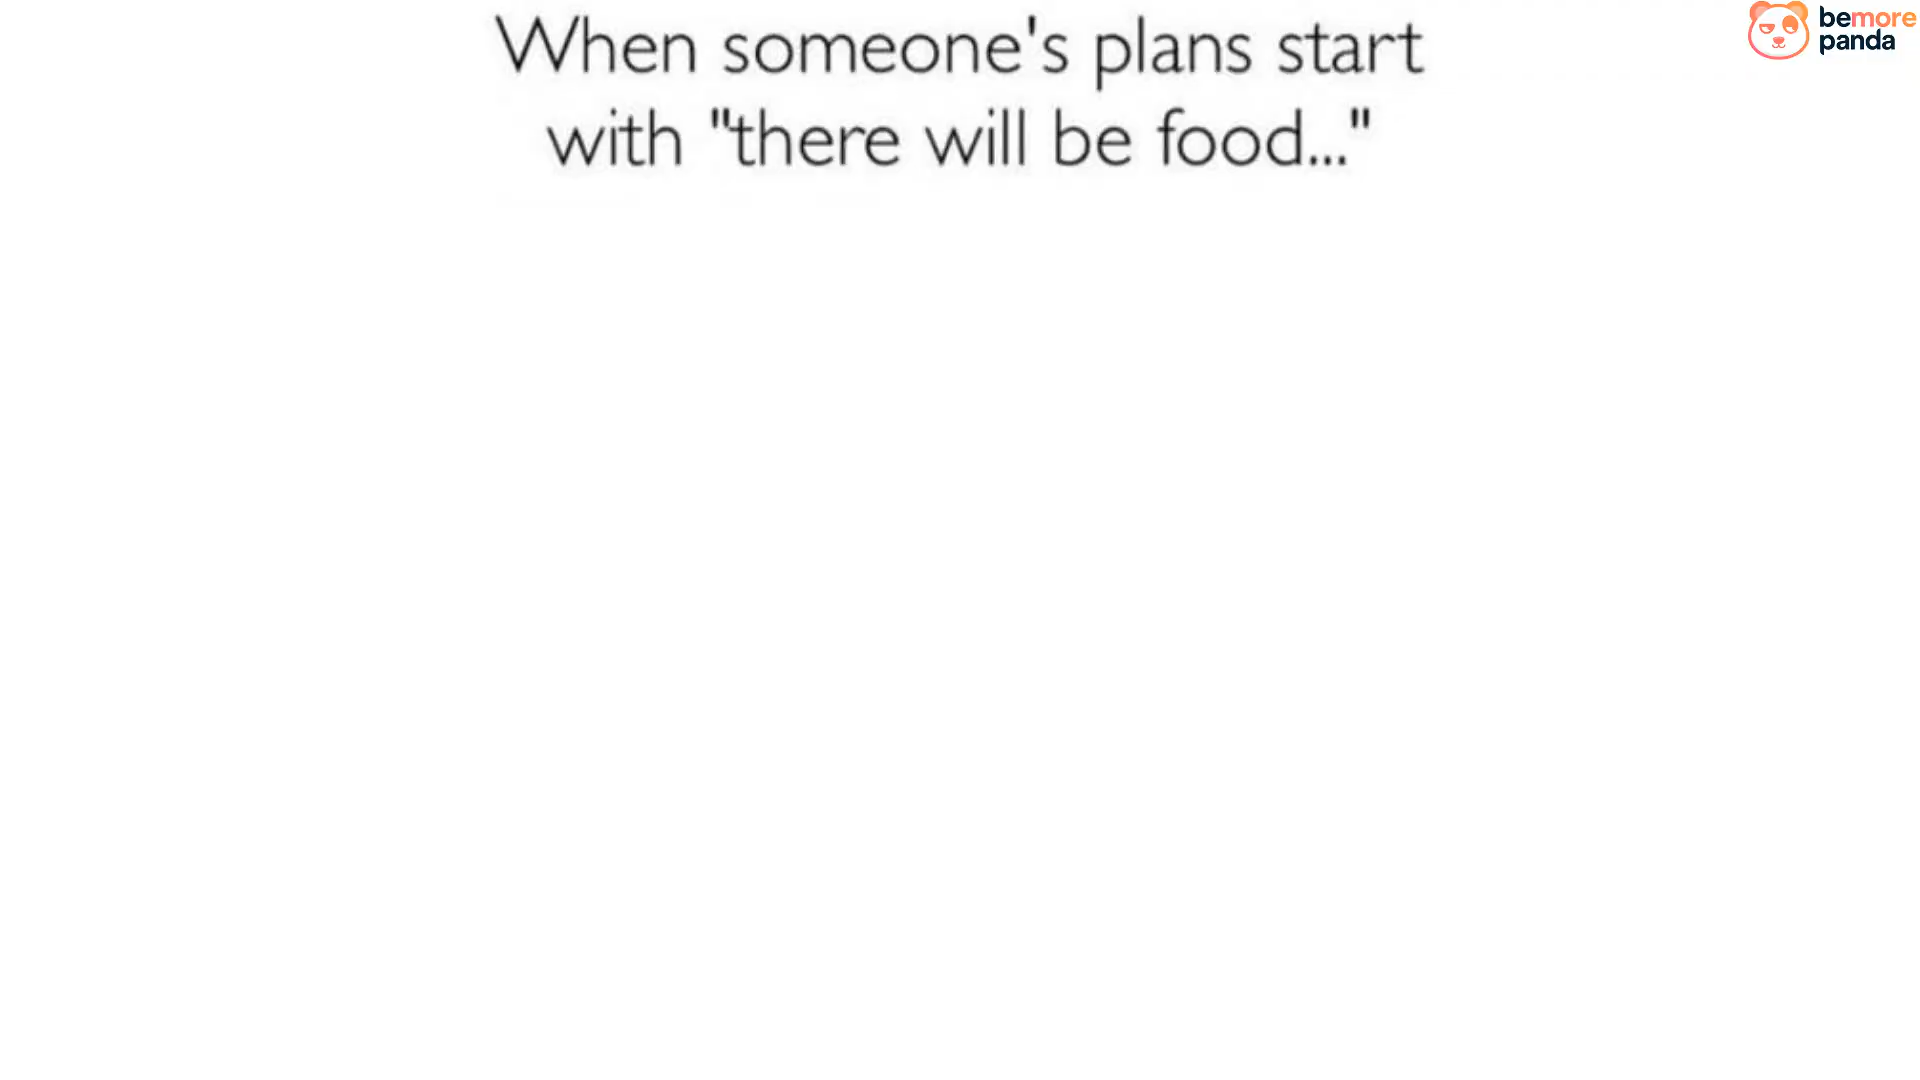 When someone's plans start
with "there will be food..."
bemore
panda